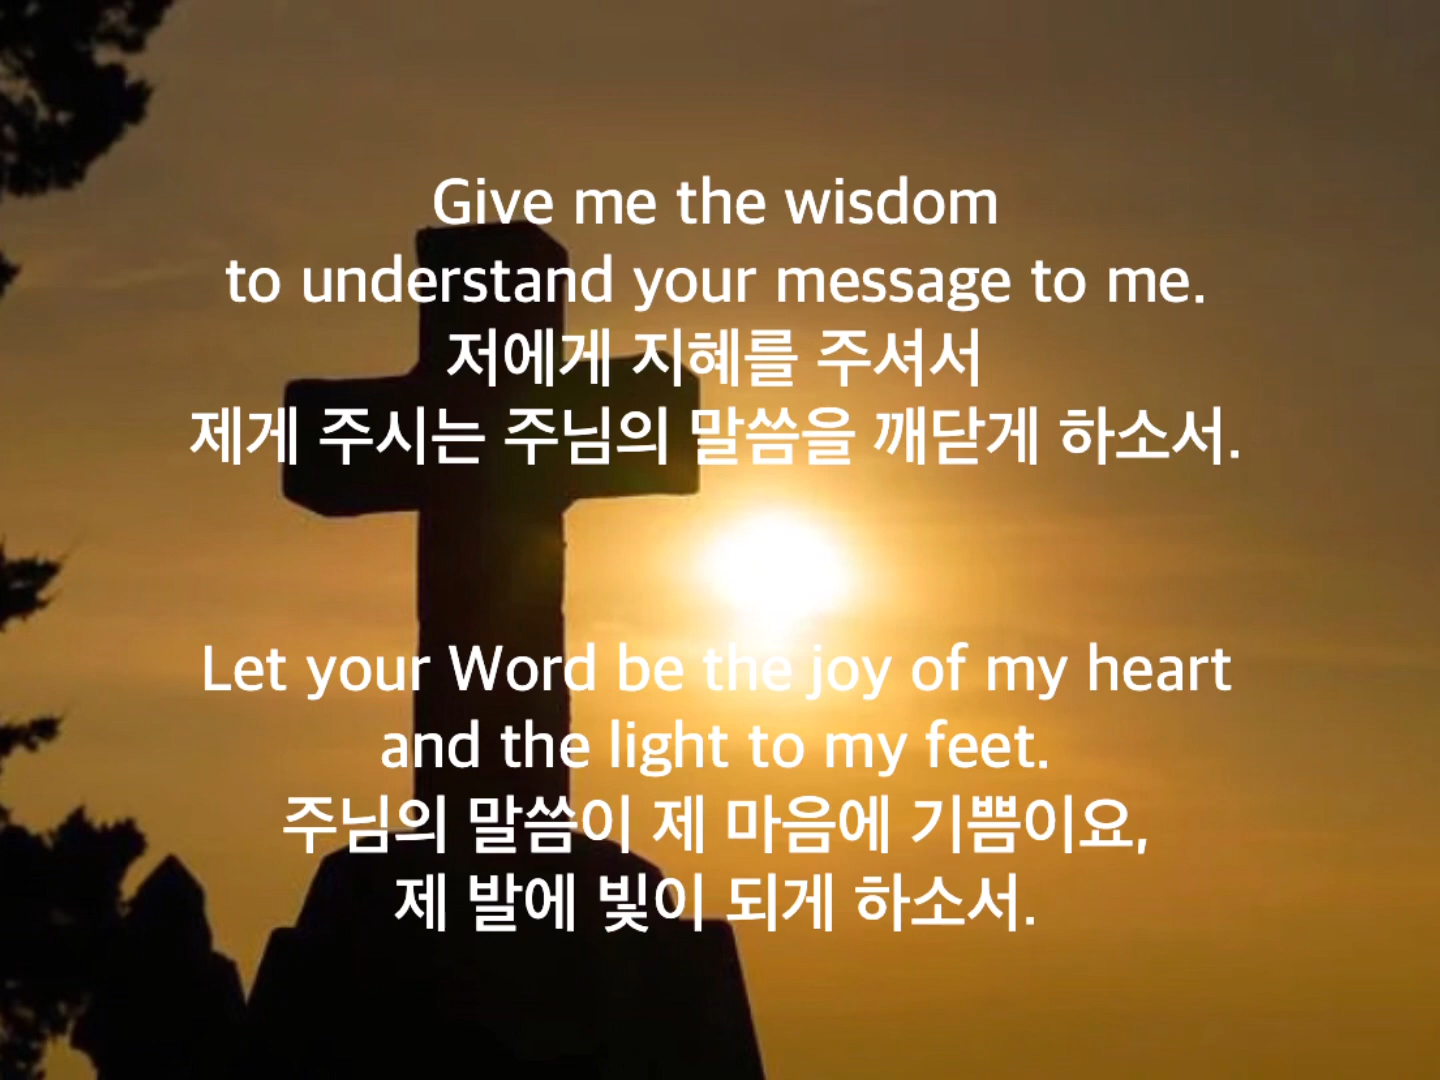 Give me the wisdom
to understand your message to me.
저에게 지혜를 주셔서
제게 주시는 주님의 말씀을 깨닫게 하소서.
Let your Word be the joy of my heart
and the light to my feet.
주님의 말씀이 제 마음에 기쁨이요,
제 발에 빛이 되게 하소서.